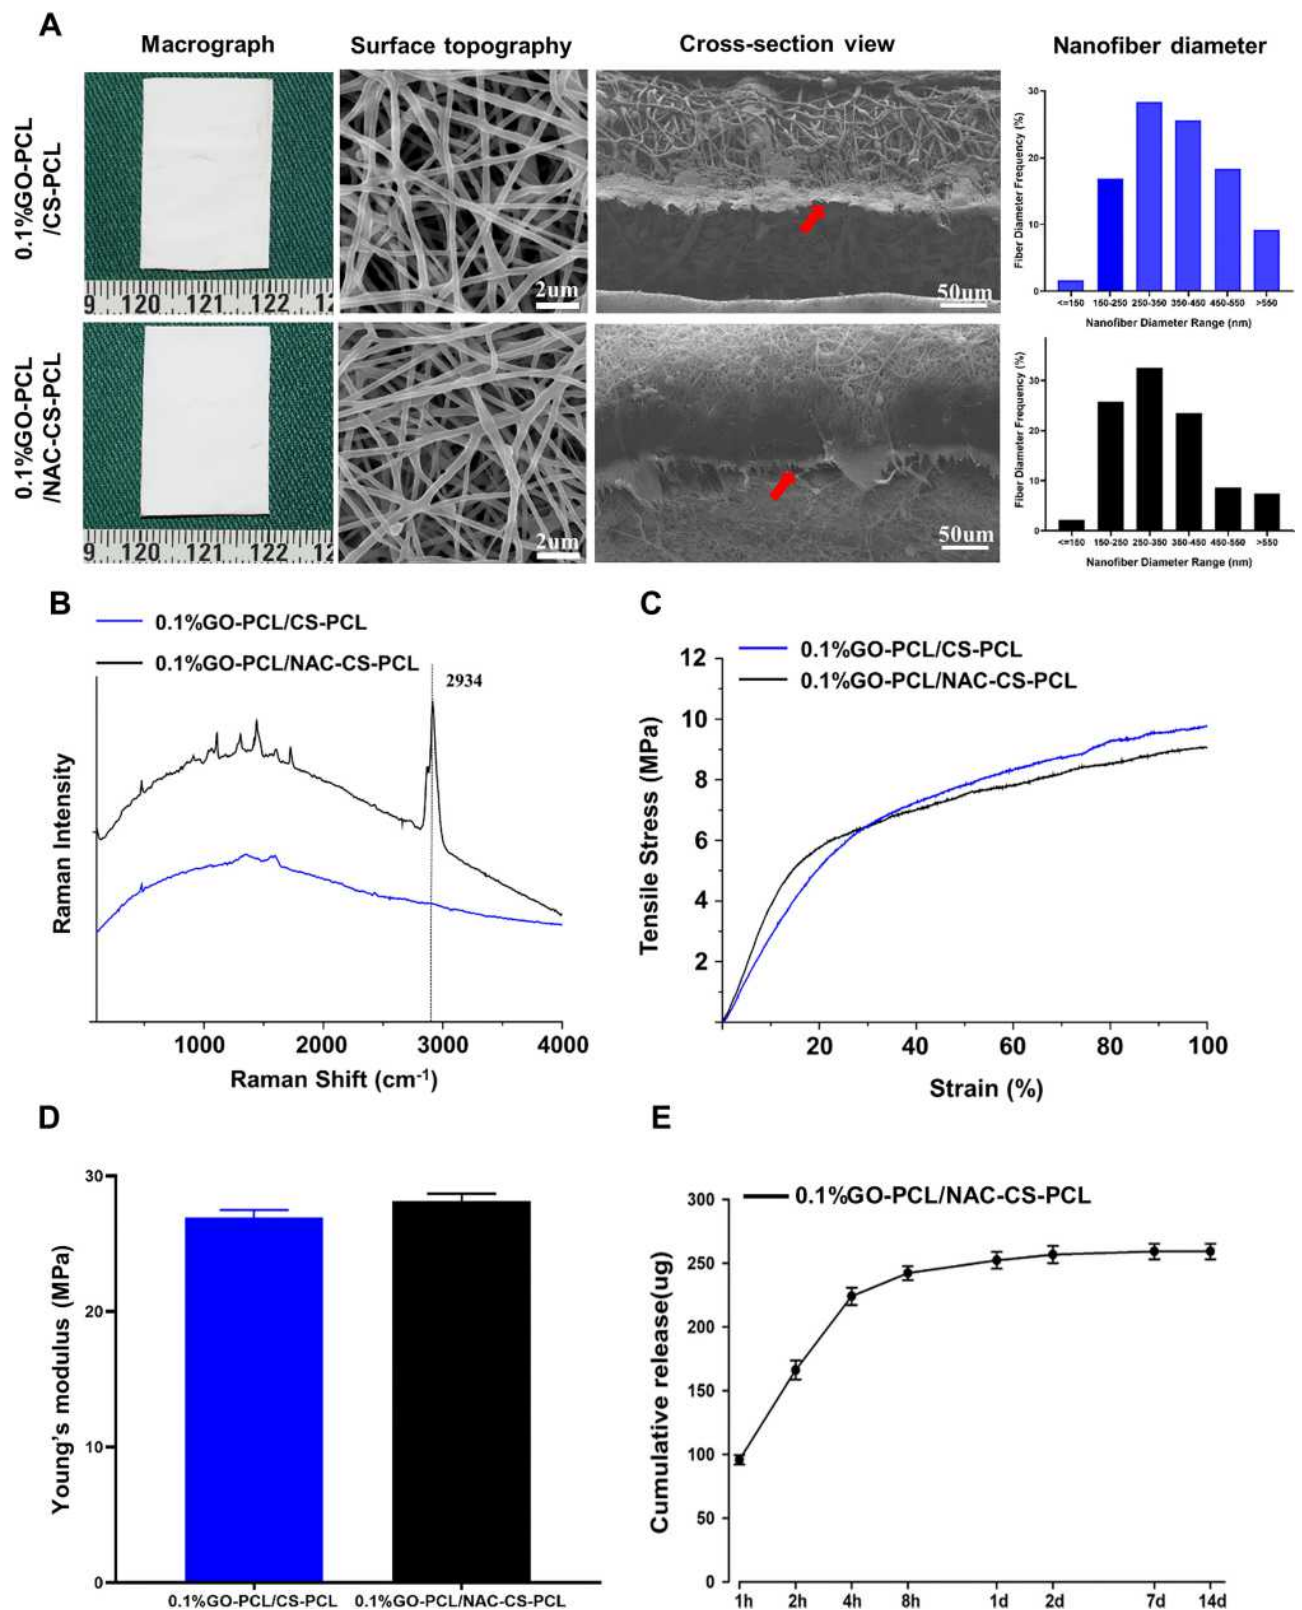 A
Macrograph
Surface topography
Cross-section view
Nanofiber diameter
0.1%GO-PCL
/CS-PCL
9 120 121 122 12
2um
50um
Fiber Diameter Frequency (%)
30
20
10
0
<=150 150-250 250-350 350-450 450-550 >550
Nanofiber Diameter Range (nm)
0.1%GO-PCL
/NAC-CS-PCL
9 120 121 122 12
2um
50um
Fiber Diameter Frequency (%)
30
20
10
0
<=150 150-250 250-350 350-450 450-550 >550
Nanofiber Diameter Range (nm)
B
0.1%GO-PCL/CS-PCL
0.1%GO-PCL/NAC-CS-PCL
2934
Raman Intensity
1000 2000 3000 4000
Raman Shift (cm⁻¹)
C
0.1%GO-PCL/CS-PCL
0.1%GO-PCL/NAC-CS-PCL
Tensile Stress (MPa)
12
10
8
6
4
2
20 40 60 80 100
Strain (%)
D
Young's modulus (MPa)
30
20
10
0
0.1%GO-PCL/CS-PCL 0.1%GO-PCL/NAC-CS-PCL
E
0.1%GO-PCL/NAC-CS-PCL
Cumulative release(ug)
300
250
200
150
100
50
0
1h 2h 4h 8h 1d 2d 7d 14d